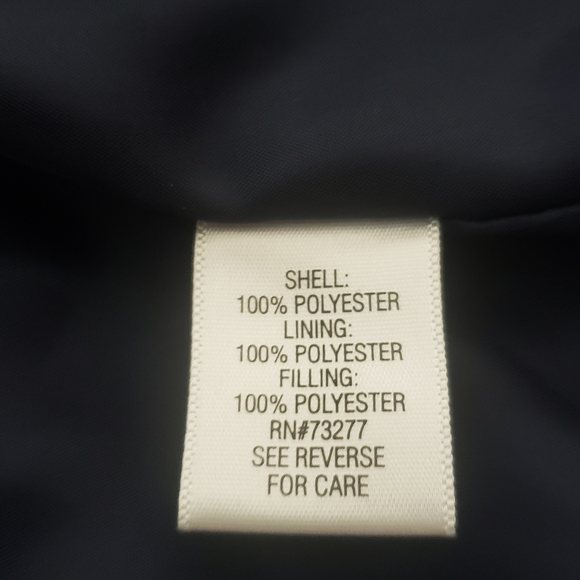 SHELL:
100% POLYESTER
LINING:
100% POLYESTER
FILLING:
100% POLYESTER
RN#73277
SEE REVERSE
FOR CARE